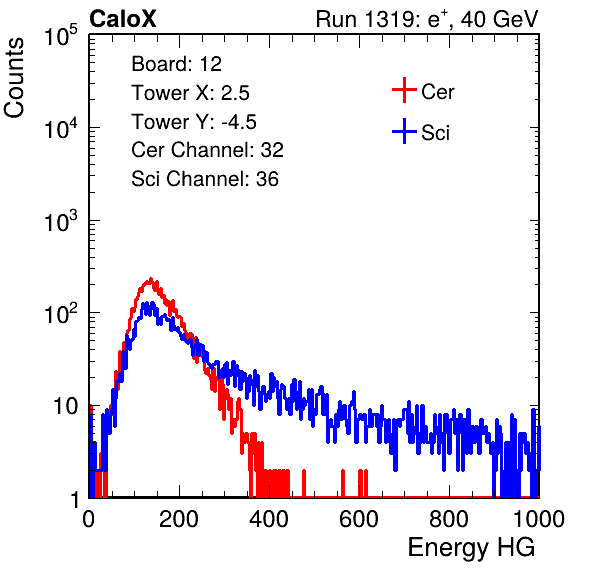 CaloX Run 1319: e⁺, 40 GeV
Counts
Board: 12
Tower X: 2.5
Tower Y: -4.5
Cer Channel: 32
Sci Channel: 36
Cer
Sci
10⁵
10⁴
10³
10²
10
1
0 200 400 600 800 1000
Energy HG